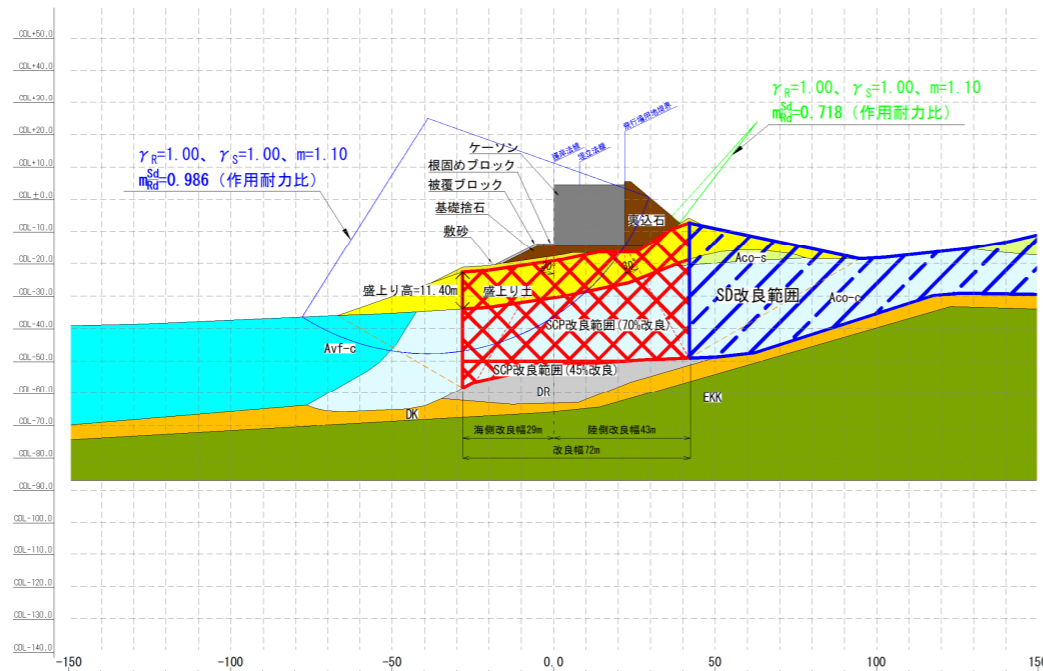 CDL+50.0
CDL+40.0
CDL+30.0
CDL+20.0
CDL+10.0
CDL+0.0
CDL-10.0
CDL-20.0
CDL-30.0
CDL-40.0
CDL-50.0
CDL-60.0
CDL-70.0
CDL-80.0
CDL-90.0
CDL-100.0
CDL-110.0
CDL-120.0
CDL-130.0
CDL-140.0
γR=1.00、γS=1.00、m=1.10
mSd/Rd=0.986（作用耐力比）
γR=1.00、γS=1.00、m=1.10
mSd/Rd=0.718（作用耐力比）
護岸法線
埋立法線
ケーソン
根固めブロック
被覆ブロック
基礎捨石
敷砂
裏込石
盛上り高=11.40m
盛上り土
SCP改良範囲(70%改良)
SCP改良範囲(45%改良)
SD改良範囲
Aco-s
Aco-c
Avf-c
DR
DK
EKK
海側改良幅29m
陸側改良幅43m
改良幅72m
-150
-100
-50
0.0
50
100
150